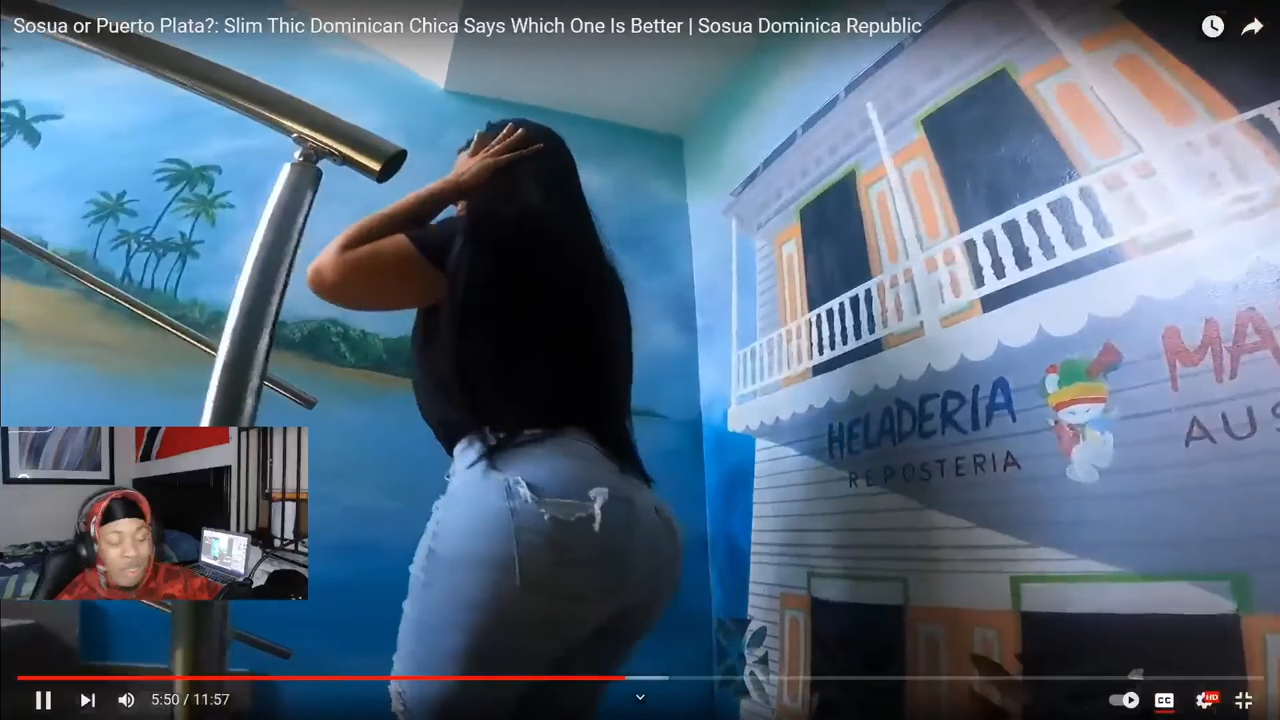 Sosua or Puerto Plata?: Slim Thic Dominican Chica Says Which One Is Better | Sosua Dominica Republic
HELADERIA
REPOSTERIA
MA
AUS
5:50 / 11:57
CC
HD